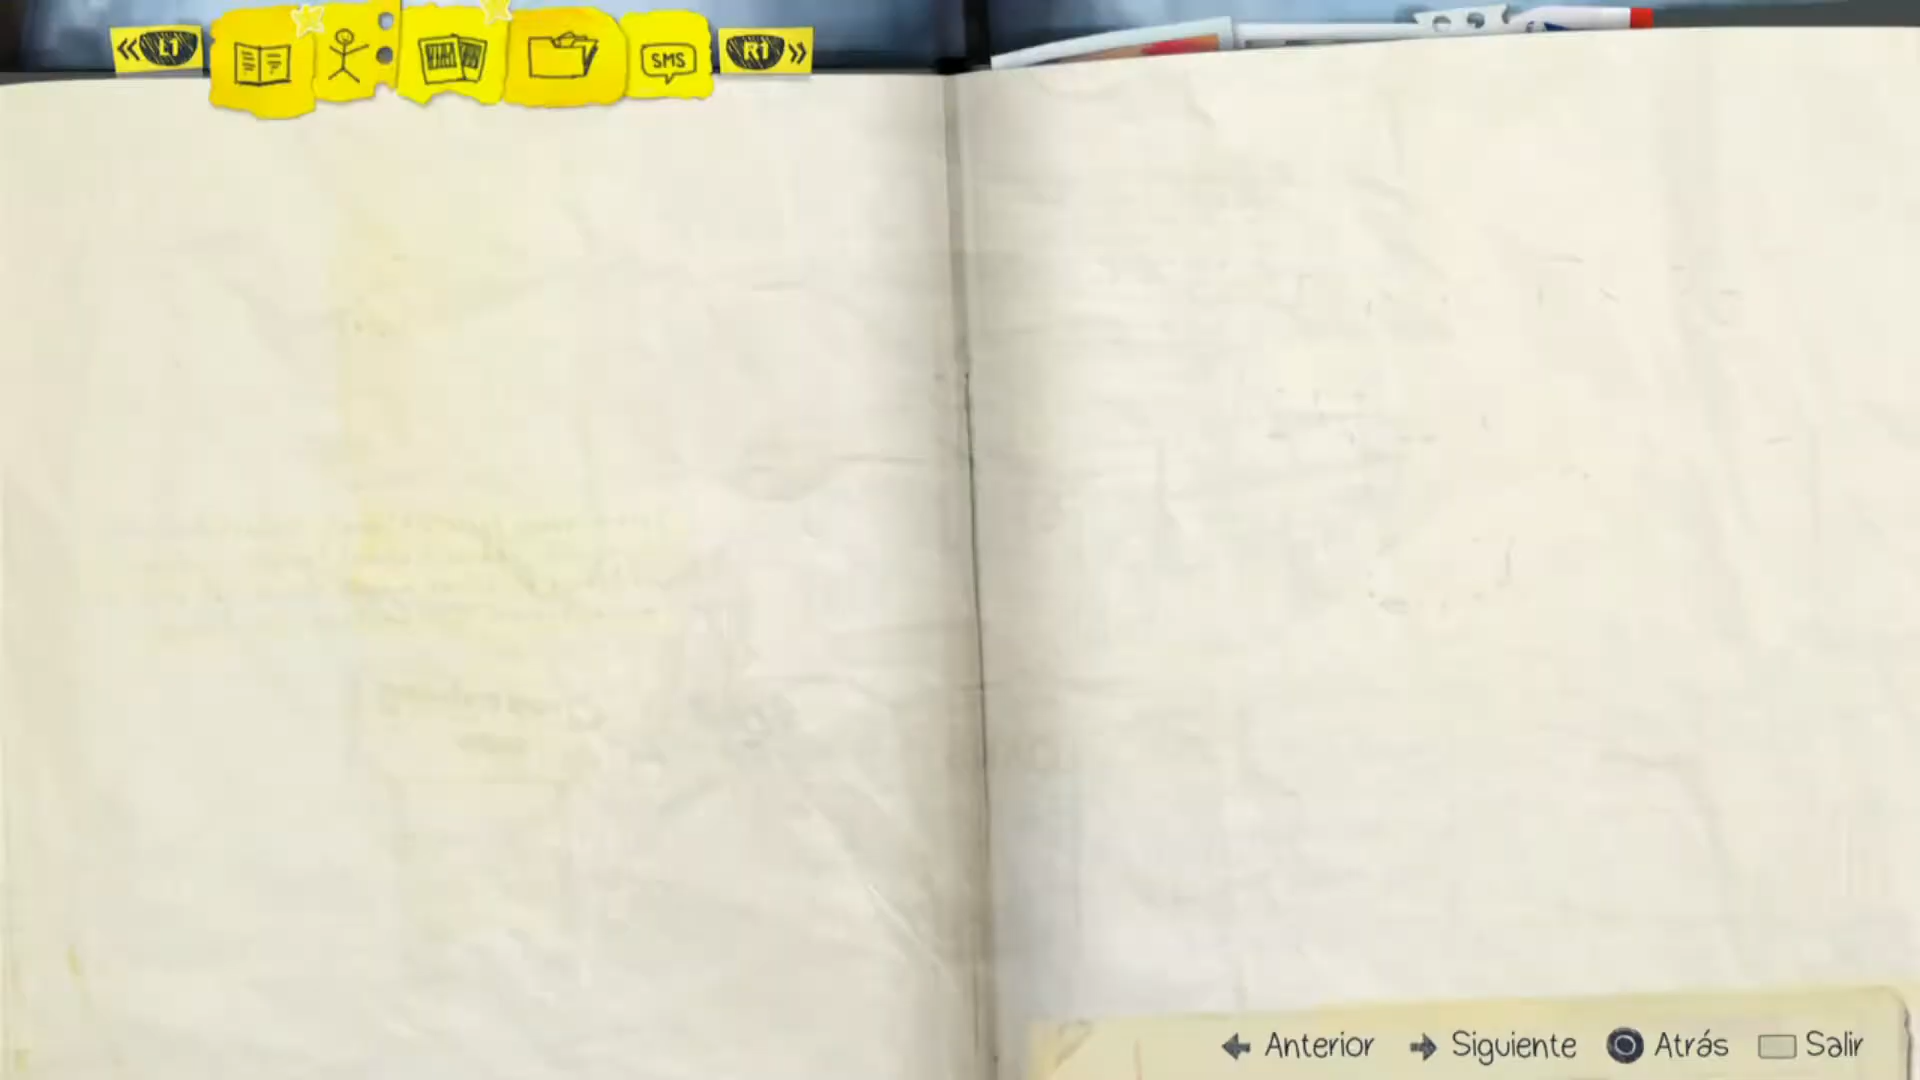 L1
SMS
R1
Anterior
Siguiente
Atrás
Salir